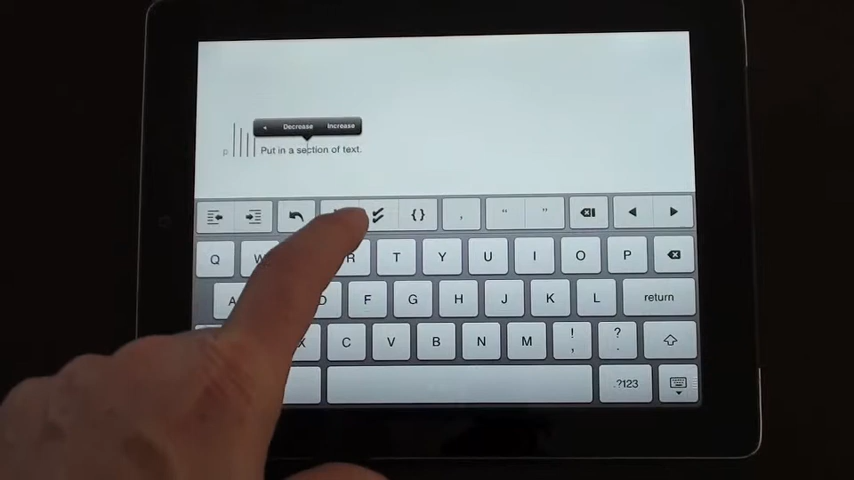 Decrease Increase
Put in a section of text.
{ } , “ ”
Q W R T Y U I O P
A D F G H J K L return
X C V B N M ! , ? .
.?123